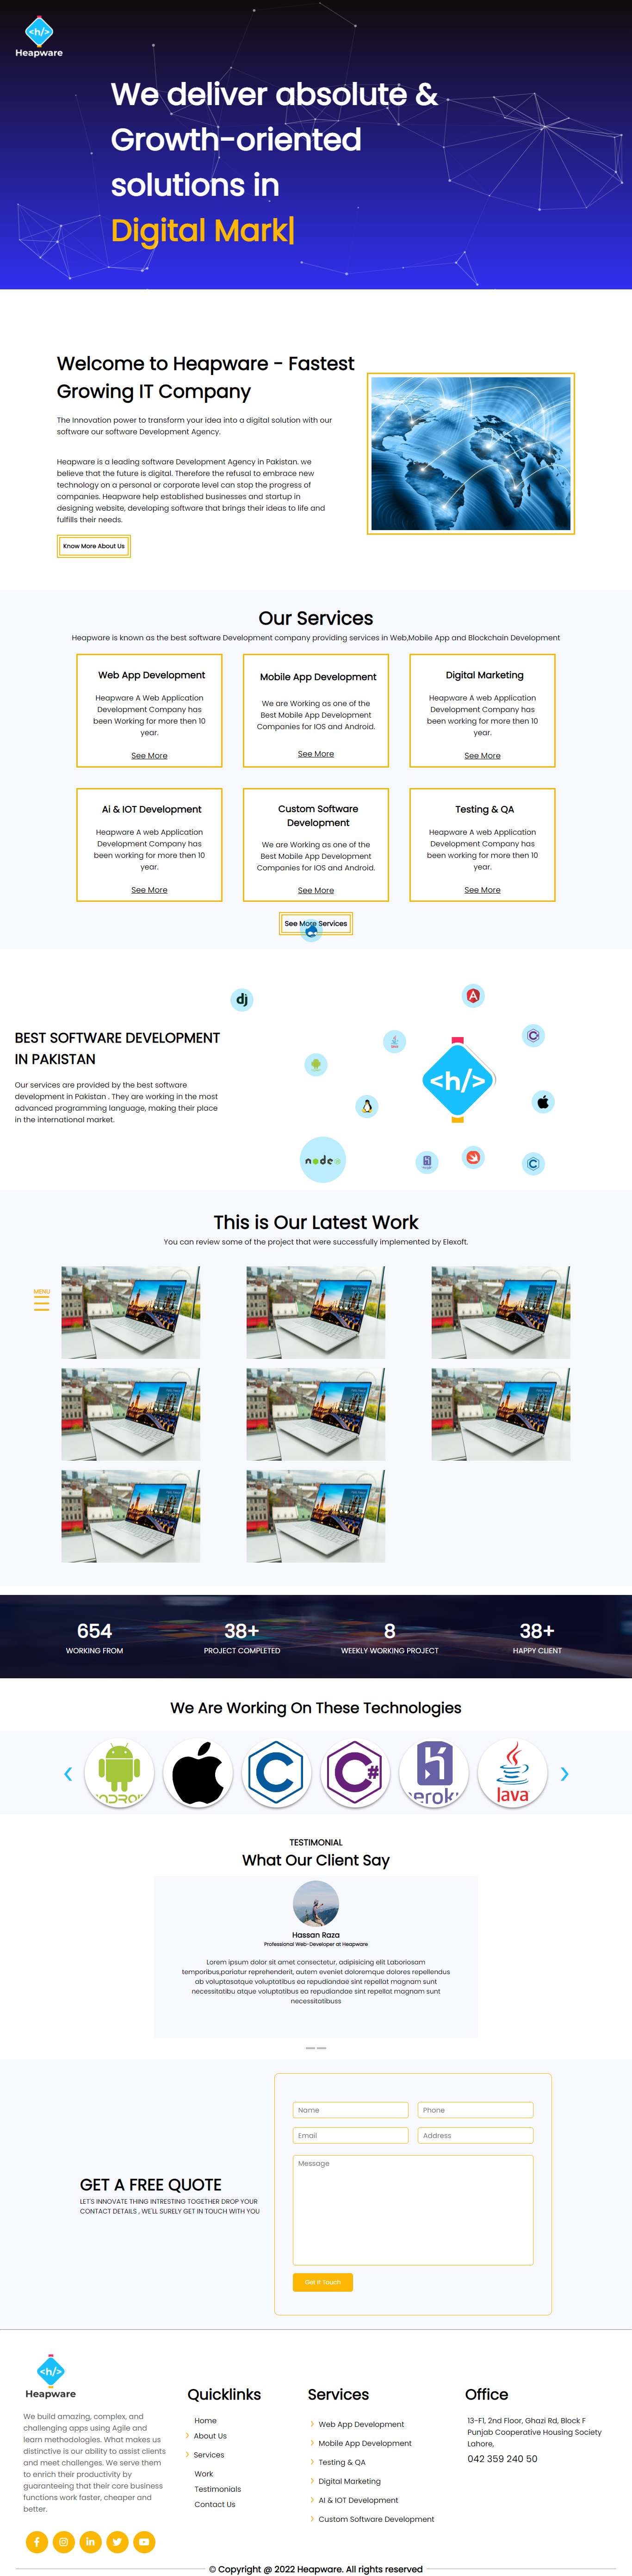 <h/>
Heapware
We deliver absolute &
Growth-oriented
solutions in
Digital Mark|
Welcome to Heapware - Fastest
Growing IT Company
The Innovation power to transform your idea into a digital solution with our
software our software Development Agency.
Heapware is a leading software Development Agency in Pakistan. we
believe that the future is digital. Therefore the refusal to embrace new
technology on a personal or corporate level can stop the progress of
companies. Heapware help established businesses and startup in
designing website, developing software that brings their ideas to life and
fulfills their needs.
Know More About Us
Our Services
Heapware is known as the best software Development company providing services in Web,Mobile App and Blockchain Development
Web App Development
Heapware A Web Application
Development Company has
been Working for more then 10
year.
See More
Mobile App Development
We are Working as one of the
Best Mobile App Development
Companies for IOS and Android.
See More
Digital Marketing
Heapware A web Application
Development Company has
been working for more then 10
year.
See More
Ai & IOT Development
Heapware A web Application
Development Company has
been working for more then 10
year.
See More
Custom Software
Development
We are Working as one of the
Best Mobile App Development
Companies for IOS and Android.
See More
Testing & QA
Heapware A web Application
Development Company has
been working for more then 10
year.
See More
See More Services
BEST SOFTWARE DEVELOPMENT
IN PAKISTAN
Our services are provided by the best software
development in Pakistan . They are working in the most
advanced programming language, making their place
in the international market.
dj
<h/>
node
C
This is Our Latest Work
You can review some of the project that were successfully implemented by Elexoft.
MENU
654
WORKING FROM
38+
PROJECT COMPLETED
8
WEEKLY WORKING PROJECT
38+
HAPPY CLIENT
We Are Working On These Technologies
C
C#
Java
TESTIMONIAL
What Our Client Say
Hassan Raza
Professional Web-Developer at Heapware
Lorem ipsum dolor sit amet consectetur, adipisicing elit Laboriosam
temporibus,pariatur reprehenderit, autem eveniet doloremque dolores repellendus
ab voluptasatque voluptatibus ea repudiandae sint repellat magnam sunt
necessitatibu atque voluptatibus ea repudiandae sint repellat magnam sunt
necessitatibuss
GET A FREE QUOTE
LET'S INNOVATE THING INTRESTING TOGETHER DROP YOUR
CONTACT DETAILS , WE'LL SURELY GET IN TOUCH WITH YOU
Name
Phone
Email
Address
Message
Get It Touch
<h/>
Heapware
We build amazing, complex, and
challenging apps using Agile and
learn methodologies. What makes us
distinctive is our ability to assist clients
and meet challenges. We serve them
to enrich their productivity by
guaranteeing that their core business
functions work faster, cheaper and
better.
Quicklinks
Home
About Us
Services
Work
Testimonials
Contact Us
Services
Web App Development
Mobile App Development
Testing & QA
Digital Marketing
AI & IOT Development
Custom Software Development
Office
13-F1, 2nd Floor, Ghazi Rd, Block F
Punjab Cooperative Housing Society
Lahore,
042 359 240 50
© Copyright @ 2022 Heapware. All rights reserved